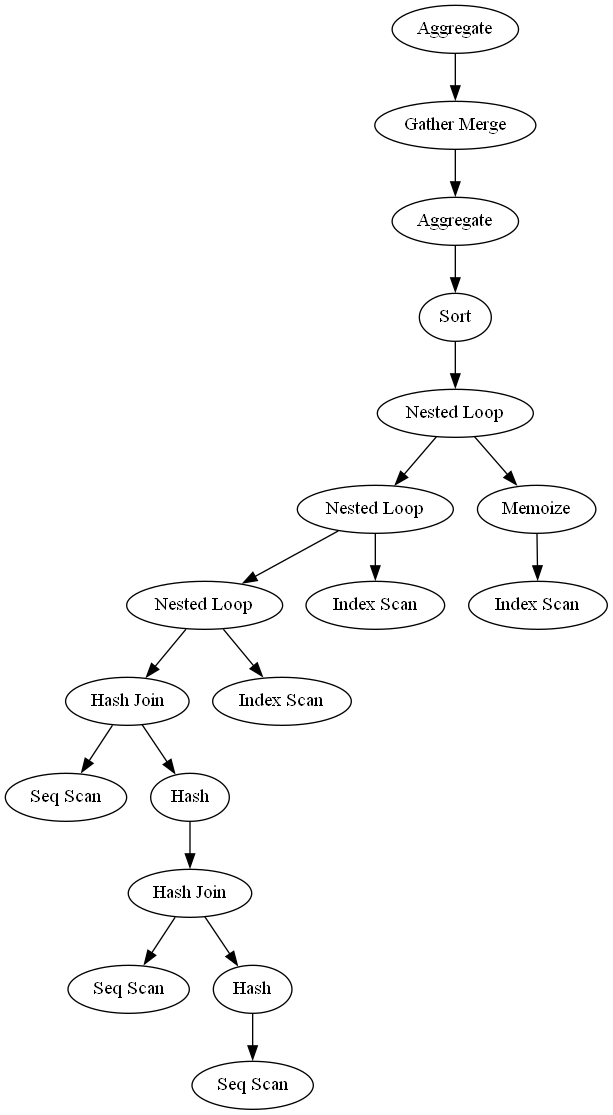 Aggregate
Gather Merge
Aggregate
Sort
Nested Loop
Nested Loop
Memoize
Nested Loop
Index Scan
Index Scan
Hash Join
Index Scan
Seq Scan
Hash
Hash Join
Seq Scan
Hash
Seq Scan